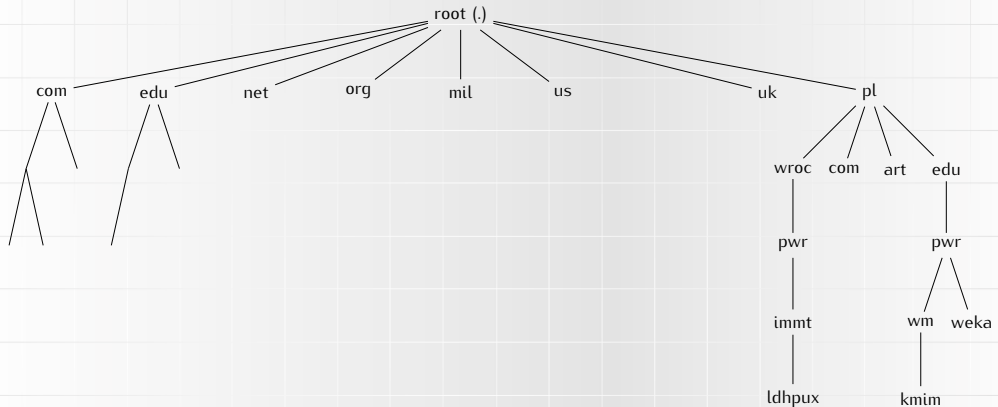 root (.)
com edu net org mil us uk pl
wroc com art edu
pwr pwr
immt wm weka
ldhpux kmim